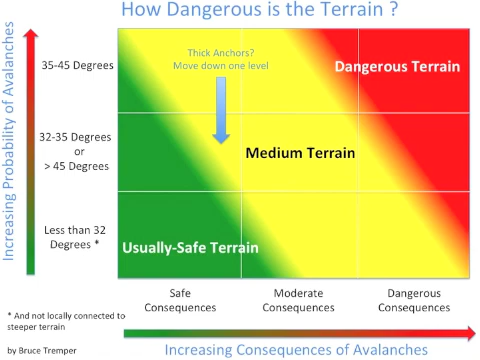 How Dangerous is the Terrain ?
Increasing Probability of Avalanches
35-45 Degrees
32-35 Degrees
or
> 45 Degrees
Less than 32
Degrees *
Thick Anchors?
Move down one level
Dangerous Terrain
Medium Terrain
Usually-Safe Terrain
Safe
Consequences
Moderate
Consequences
Dangerous
Consequences
* And not locally connected to
steeper terrain
by Bruce Tremper
Increasing Consequences of Avalanches